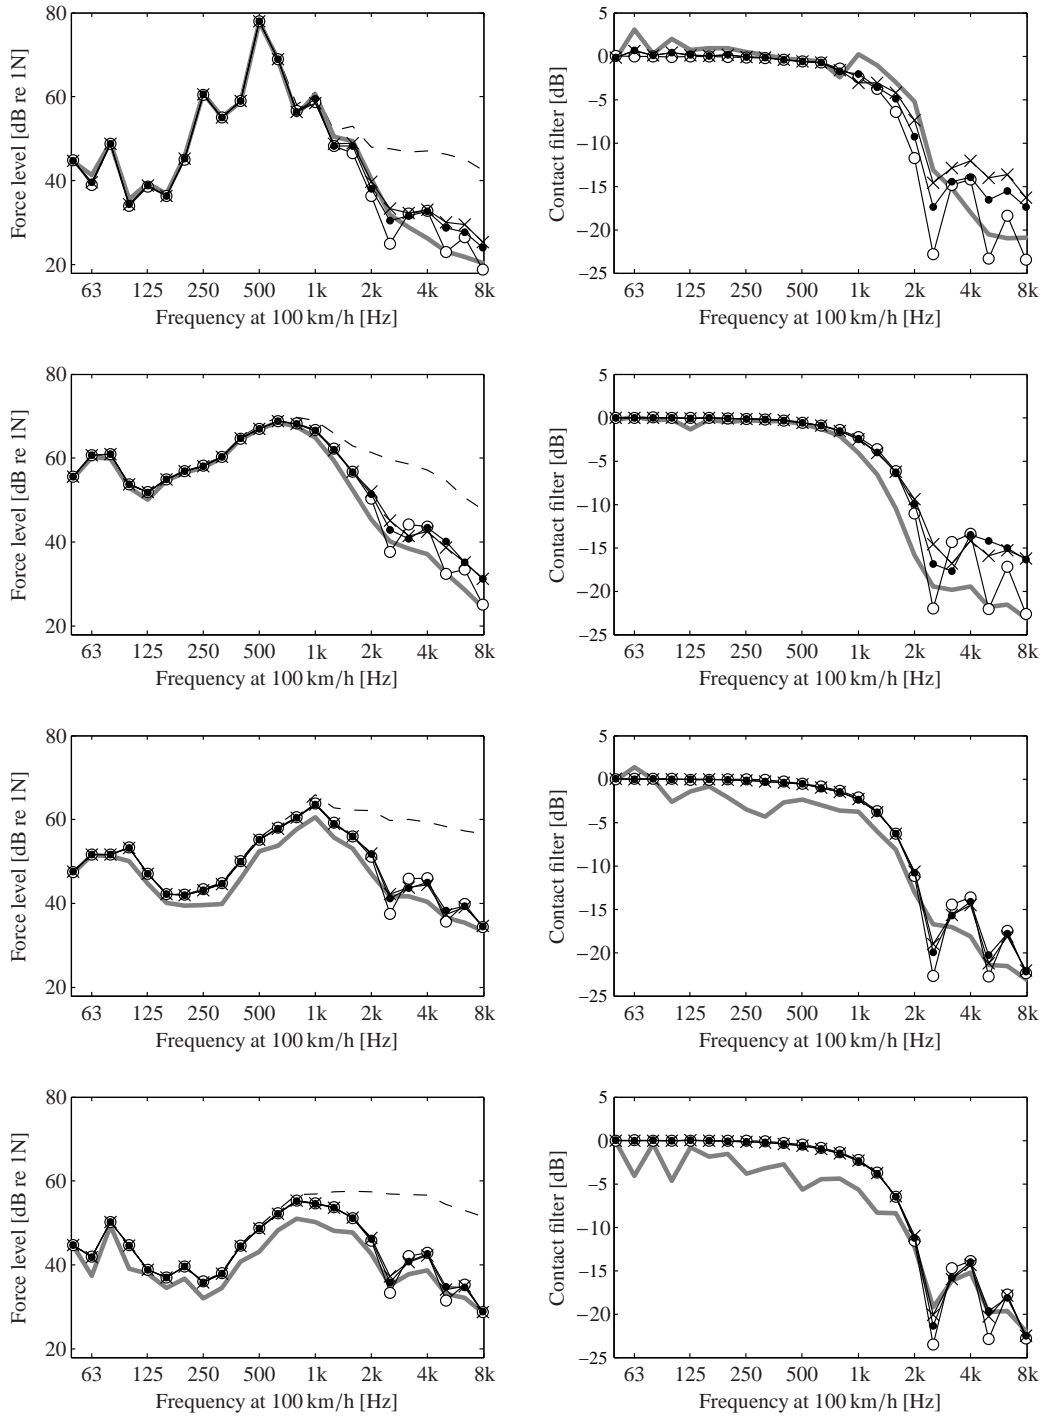 Force level [dB re 1N]
80
60
40
20
63 125 250 500 1k 2k 4k 8k
Frequency at 100 km/h [Hz]
Contact filter [dB]
5
0
−5
−10
−15
−20
−25
63 125 250 500 1k 2k 4k 8k
Frequency at 100 km/h [Hz]
Force level [dB re 1N]
80
60
40
20
63 125 250 500 1k 2k 4k 8k
Frequency at 100 km/h [Hz]
Contact filter [dB]
5
0
−5
−10
−15
−20
−25
63 125 250 500 1k 2k 4k 8k
Frequency at 100 km/h [Hz]
Force level [dB re 1N]
80
60
40
20
63 125 250 500 1k 2k 4k 8k
Frequency at 100 km/h [Hz]
Contact filter [dB]
5
0
−5
−10
−15
−20
−25
63 125 250 500 1k 2k 4k 8k
Frequency at 100 km/h [Hz]
Force level [dB re 1N]
80
60
40
20
63 125 250 500 1k 2k 4k 8k
Frequency at 100 km/h [Hz]
Contact filter [dB]
5
0
−5
−10
−15
−20
−25
63 125 250 500 1k 2k 4k 8k
Frequency at 100 km/h [Hz]